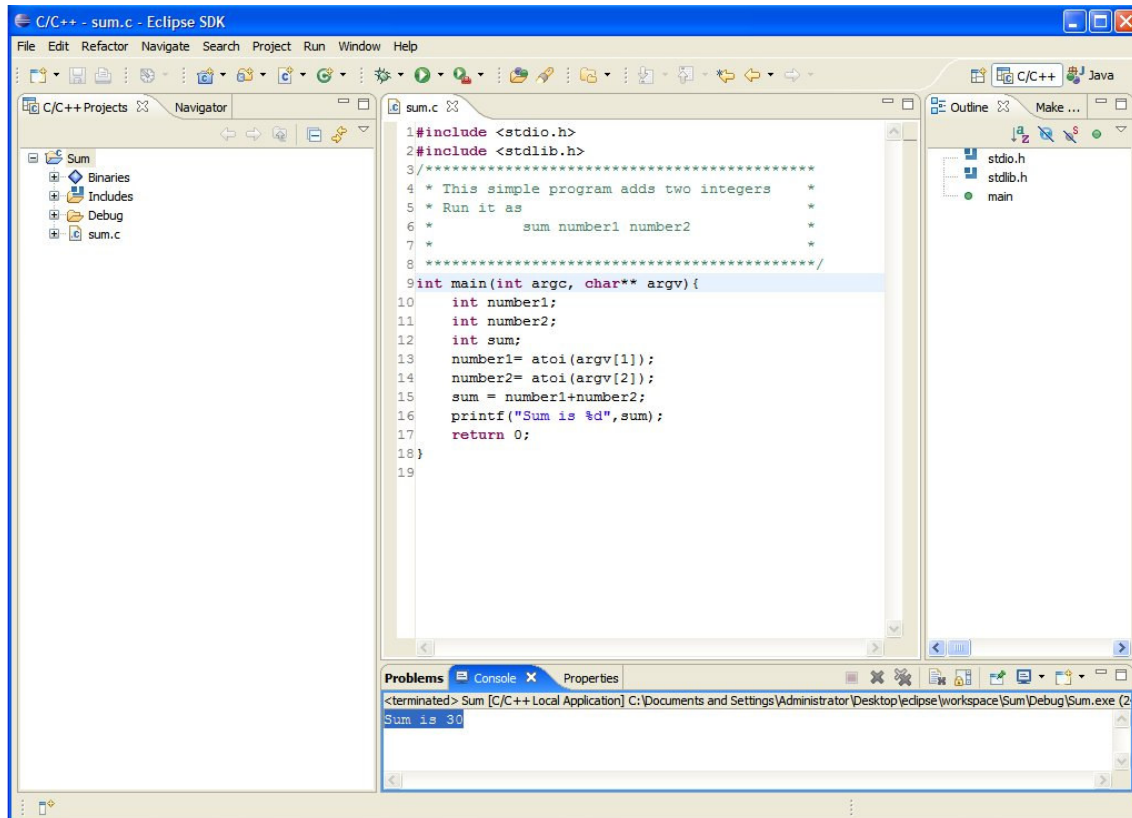 C/C++ - sum.c - Eclipse SDK
File Edit Refactor Navigate Search Project Run Window Help
C/C++ Java
C/C++ Projects Navigator
Sum
Binaries
Includes
Debug
sum.c
sum.c
1#include <stdio.h>
2#include <stdlib.h>
3/********************************************
4 * This simple program adds two integers *
5 * Run it as *
6 * sum number1 number2 *
7 * *
8 ********************************************/
9int main(int argc, char** argv){
10 int number1;
11 int number2;
12 int sum;
13 number1= atoi(argv[1]);
14 number2= atoi(argv[2]);
15 sum = number1+number2;
16 printf("Sum is %d",sum);
17 return 0;
18}
19
Outline Make ...
stdio.h
stdlib.h
main
Problems Console Properties
<terminated> Sum [C/C++ Local Application] C:\Documents and Settings\Administrator\Desktop\eclipse\workspace\Sum\Debug\Sum.exe (2
Sum is 30